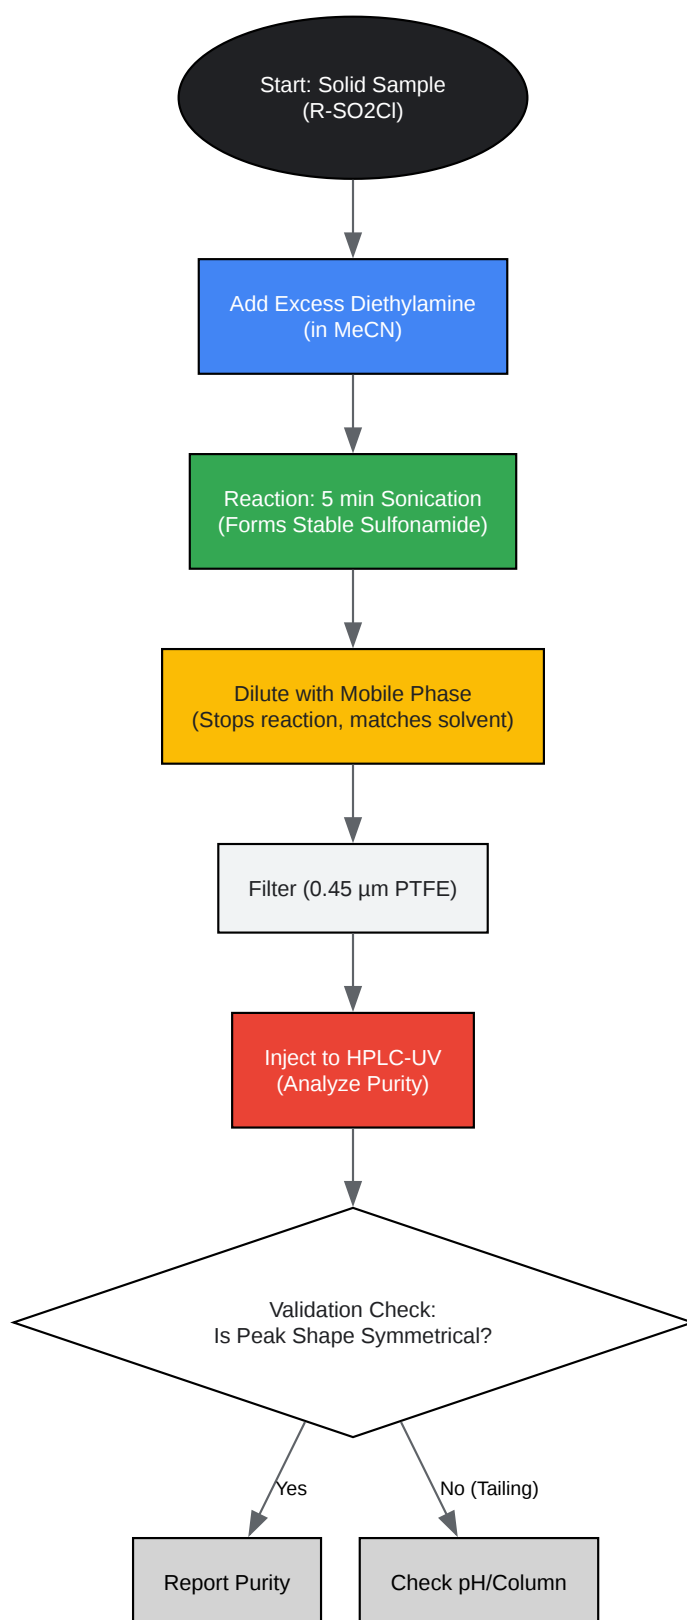 Start: Solid Sample
(R-SO2Cl)
Add Excess Diethylamine
(in MeCN)
Reaction: 5 min Sonication
(Forms Stable Sulfonamide)
Dilute with Mobile Phase
(Stops reaction, matches solvent)
Filter (0.45 µm PTFE)
Inject to HPLC-UV
(Analyze Purity)
Validation Check:
Is Peak Shape Symmetrical?
Yes
No (Tailing)
Report Purity
Check pH/Column